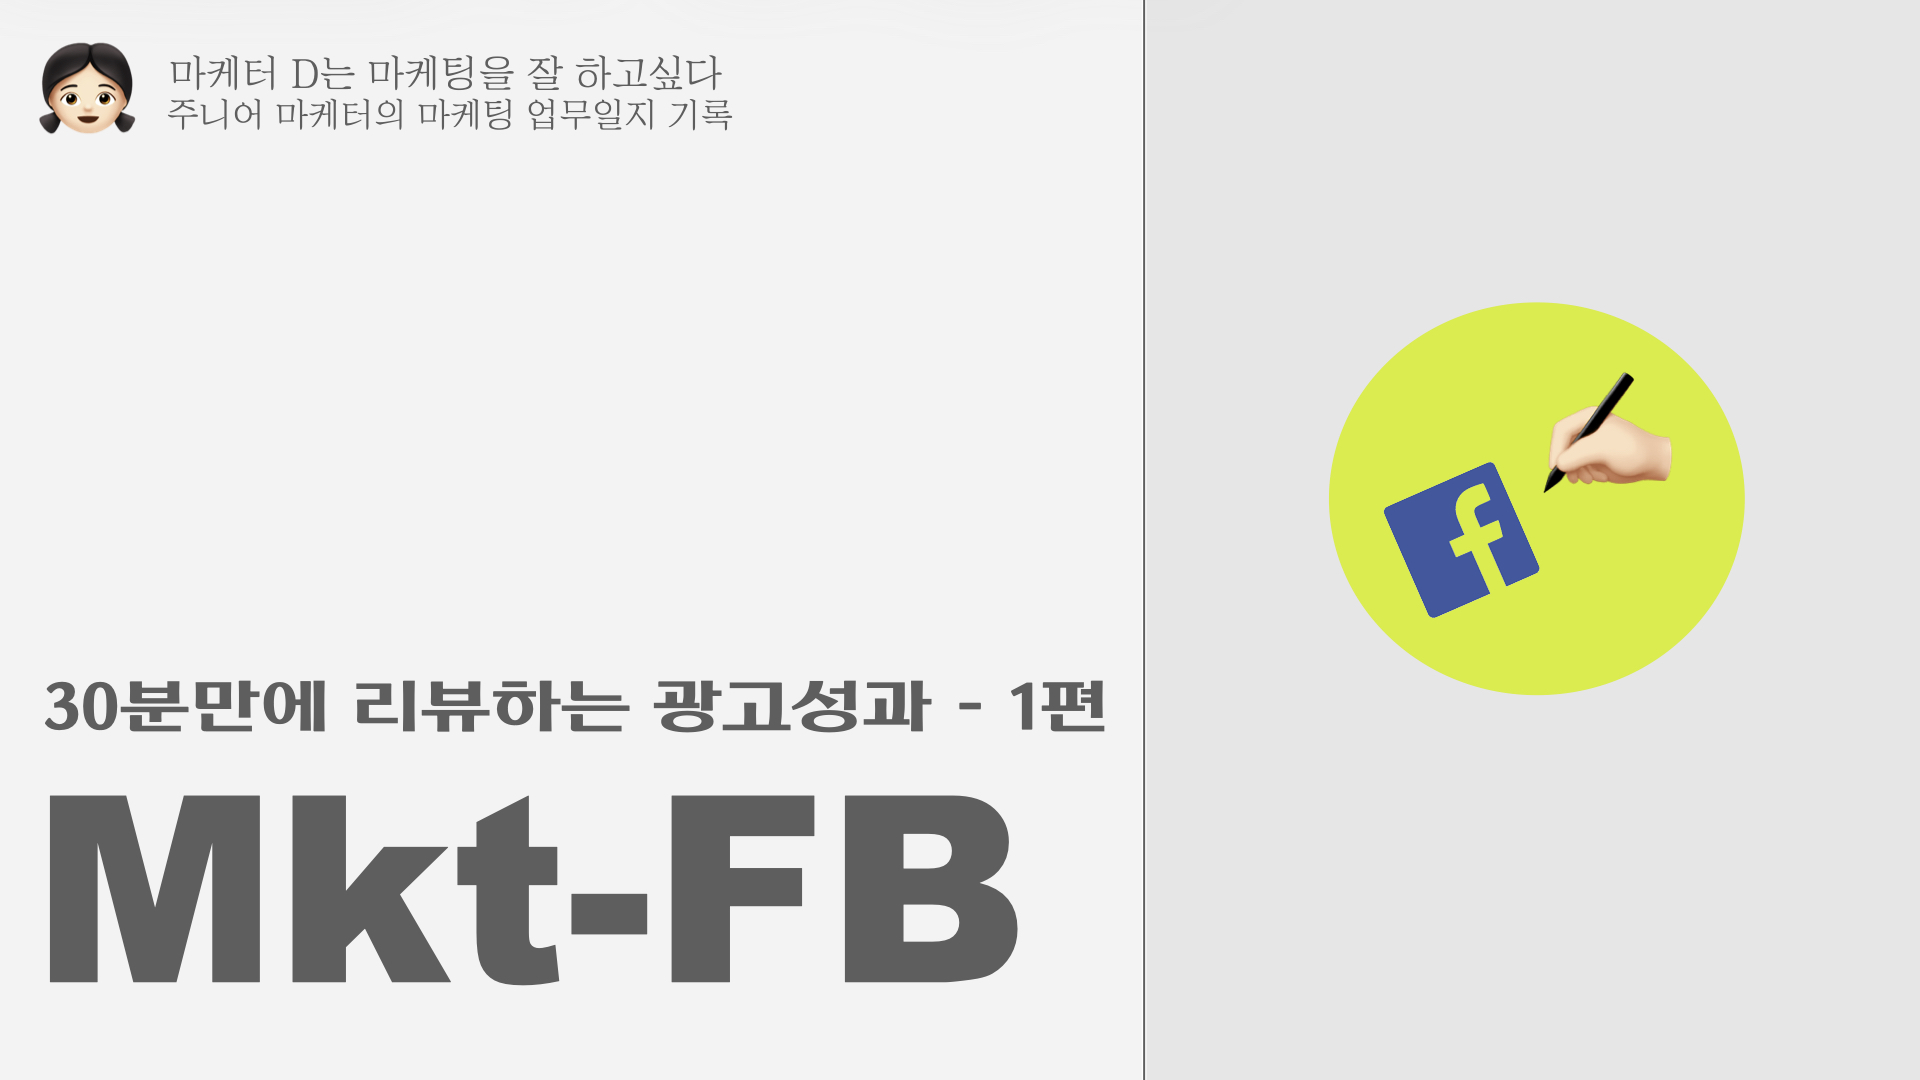 마케터 D는 마케팅을 잘 하고싶다
주니어 마케터의 마케팅 업무일지 기록
30분만에 리뷰하는 광고성과 - 1편
Mkt-FB
f